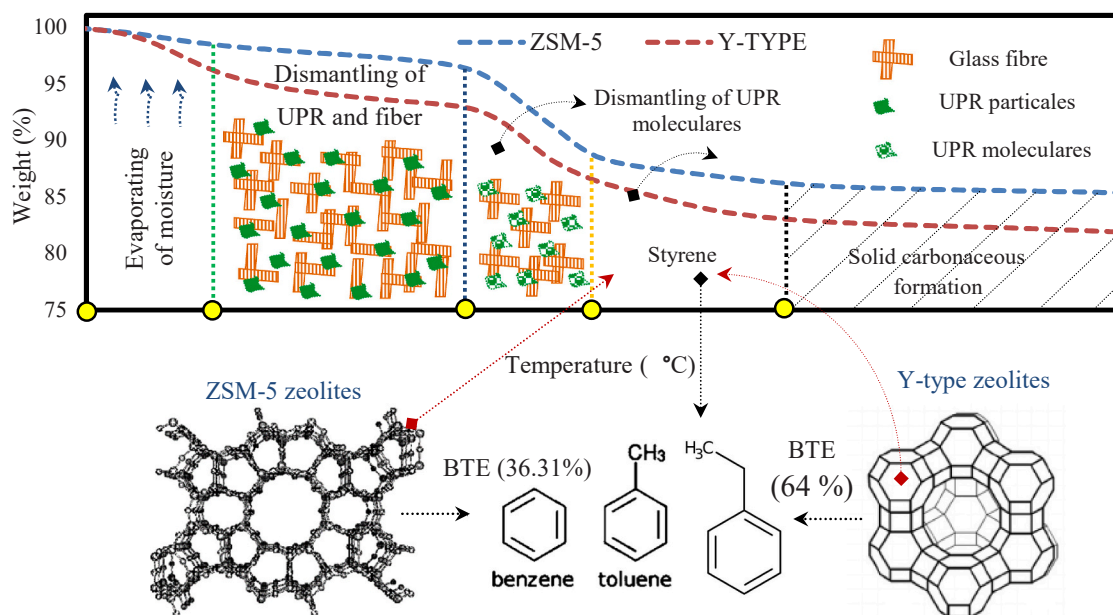 100
95
90
85
80
75
Weight (%)
ZSM-5
Y-TYPE
Evaporating
of moisture
Dismantling of
UPR and fiber
Dismantling of UPR
moleculares
Glass fibre
UPR particales
UPR moleculares
Styrene
Solid carbonaceous
formation
Temperature ( °C)
ZSM-5 zeolites
Y-type zeolites
BTE (36.31%)
CH3
H3C
BTE
(64 %)
benzene
toluene